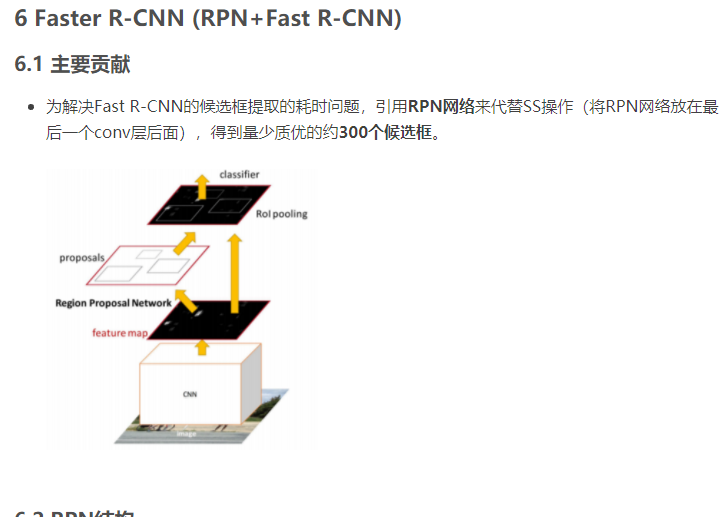 6 Faster R-CNN (RPN+Fast R-CNN)
6.1 主要贡献
为解决Fast R-CNN的候选框提取的耗时问题，引用RPN网络来代替SS操作（将RPN网络放在最
后一个conv层后面），得到量少质优的约300个候选框。
classifier
RoI pooling
proposals
Region Proposal Network
feature map
CNN
image
6.2 RPN结构